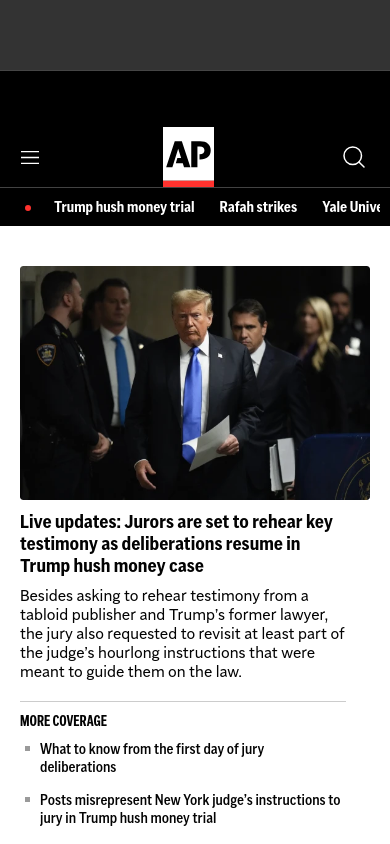 AP
Trump hush money trial Rafah strikes Yale Unive
Live updates: Jurors are set to rehear key
testimony as deliberations resume in
Trump hush money case
Besides asking to rehear testimony from a
tabloid publisher and Trump's former lawyer,
the jury also requested to revisit at least part of
the judge's hourlong instructions that were
meant to guide them on the law.
MORE COVERAGE
What to know from the first day of jury
deliberations
Posts misrepresent New York judge's instructions to
jury in Trump hush money trial